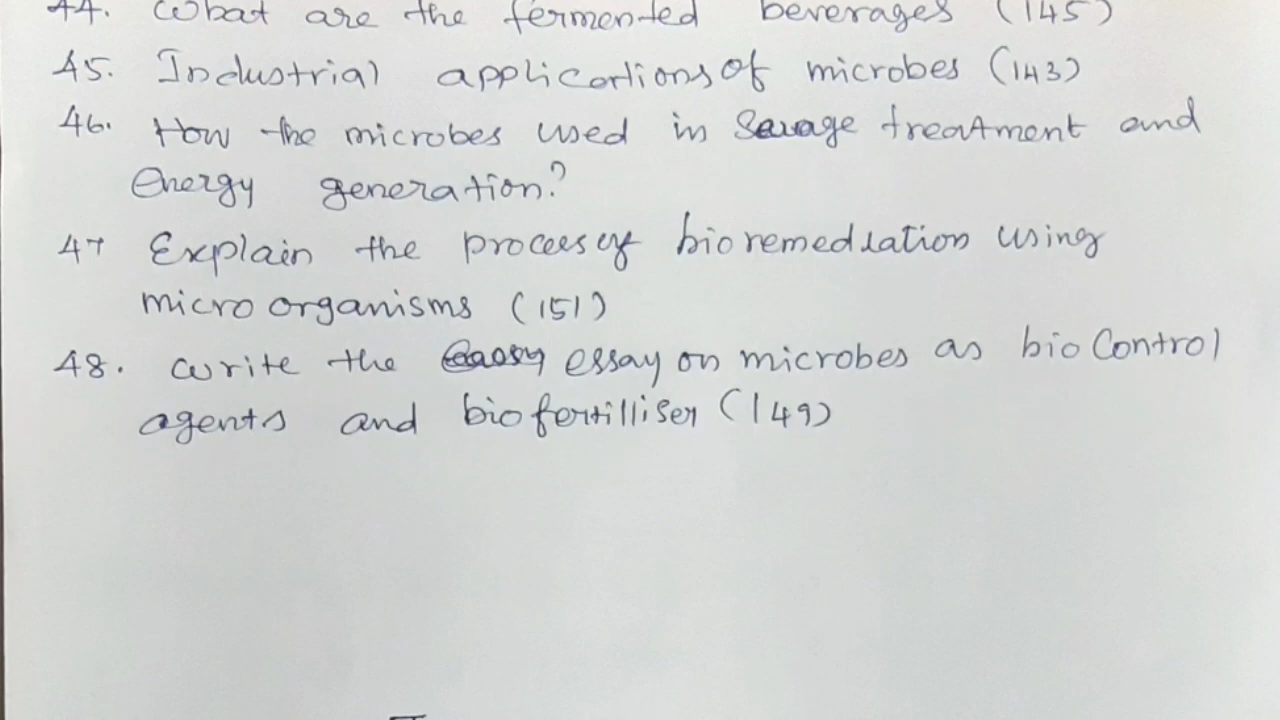 44. What are the fermented beverages (145)
45. Industrial applications of microbes (143)
46. How the microbes used in Sewage treatment and
Energy generation?
47 Explain the process of bioremediation using
micro organisms (151)
48. write the essay on microbes as bio Control
agents and biofertilliser (149)